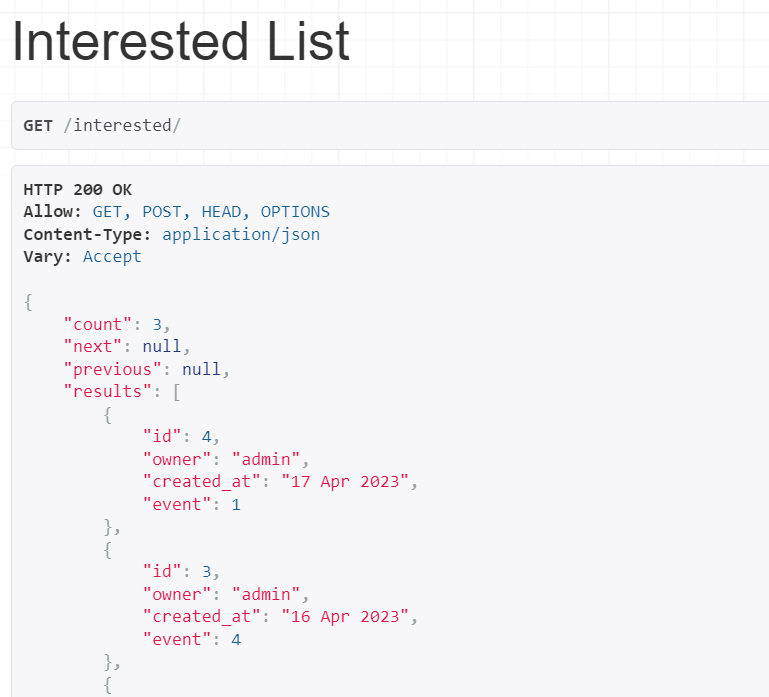 Interested List
GET /interested/
HTTP 200 OK
Allow: GET, POST, HEAD, OPTIONS
Content-Type: application/json
Vary: Accept
{
"count": 3,
"next": null,
"previous": null,
"results": [
{
"id": 4,
"owner": "admin",
"created_at": "17 Apr 2023",
"event": 1
},
{
"id": 3,
"owner": "admin",
"created_at": "16 Apr 2023",
"event": 4
},
{